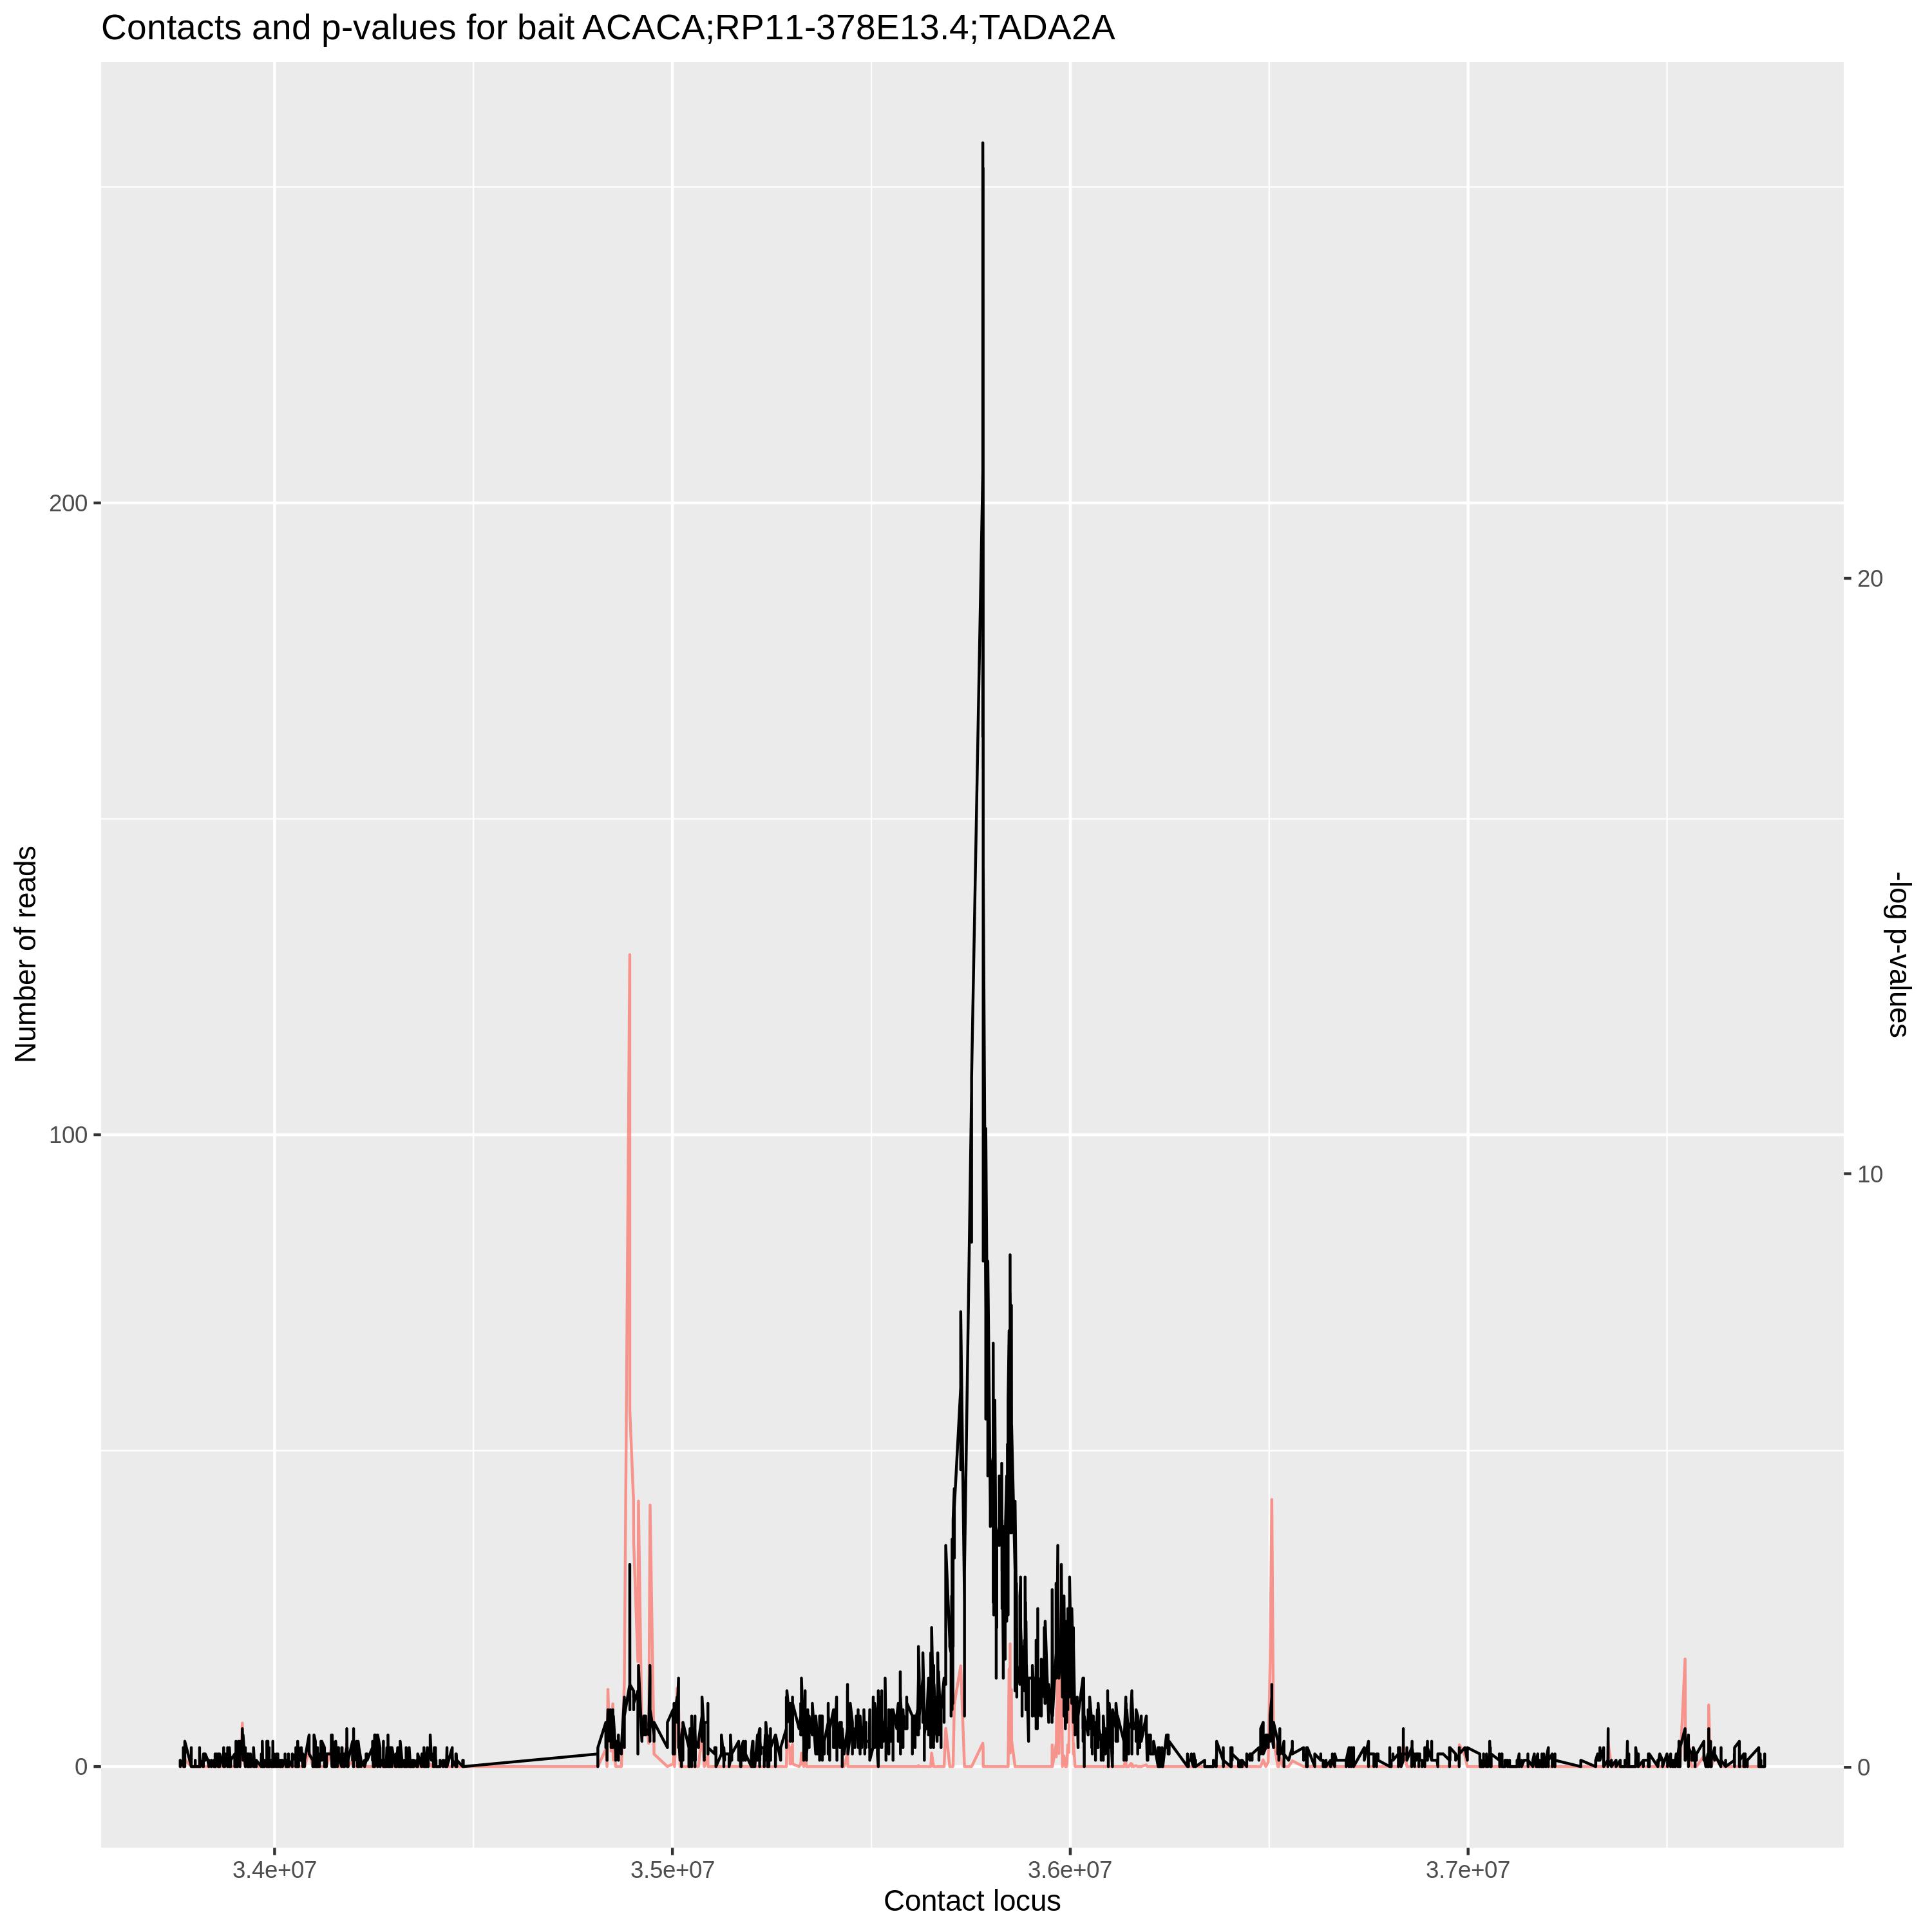 Contacts and p-values for bait ACACA;RP11-378E13.4;TADA2A
Number of reads
200
100
0
20
10
0
-log p-values
3.4e+07
3.5e+07
3.6e+07
3.7e+07
Contact locus